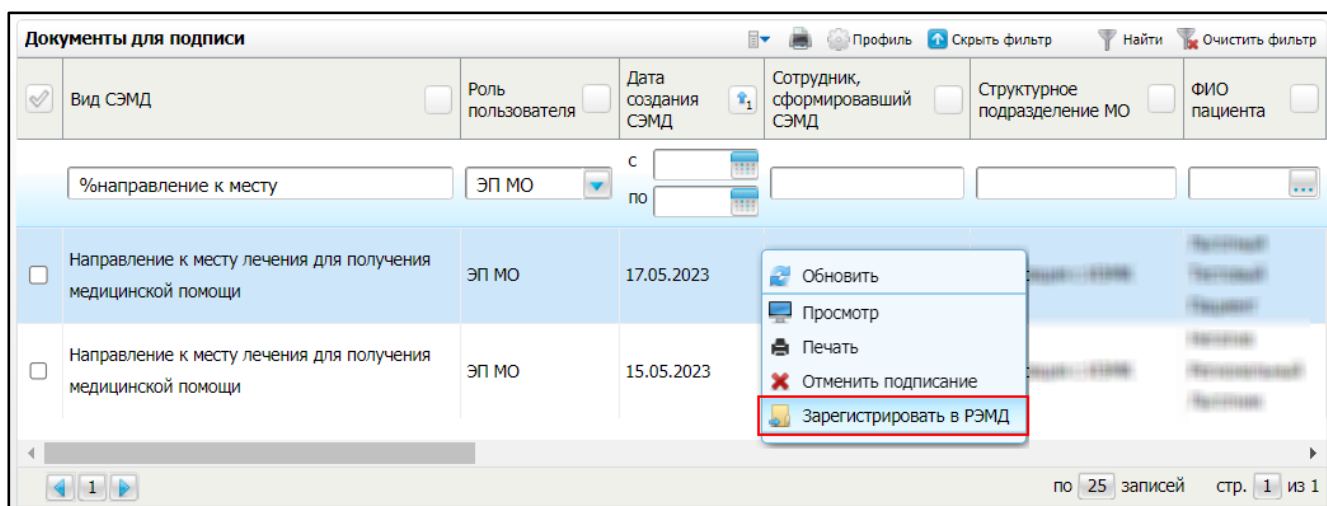 Документы для подписи
Профиль
Скрыть фильтр
Найти
Очистить фильтр
Вид СЭМД
Роль
пользователя
Дата
создания
СЭМД
1
Сотрудник,
сформировавший
СЭМД
Структурное
подразделение МО
ФИО
пациента
%направление к месту
ЭП МО
с
по
...
Направление к месту лечения для получения
медицинской помощи
ЭП МО
17.05.2023
Направление к месту лечения для получения
медицинской помощи
ЭП МО
15.05.2023
Обновить
Просмотр
Печать
Отменить подписание
Зарегистрировать в РЭМД
1
по 25 записей
стр. 1 из 1